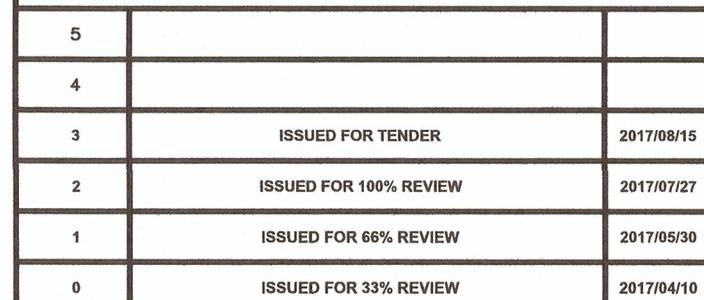 5
4
3 ISSUED FOR TENDER 2017/08/15
2 ISSUED FOR 100% REVIEW 2017/07/27
1 ISSUED FOR 66% REVIEW 2017/05/30
0 ISSUED FOR 33% REVIEW 2017/04/10